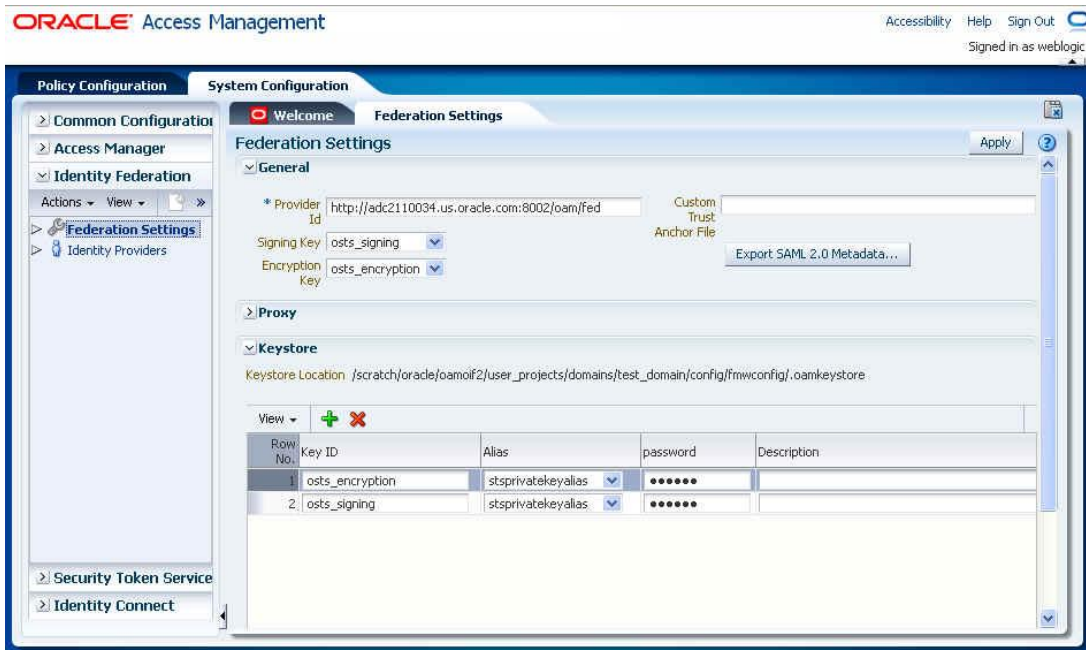 ORACLE Access Management
Accessibility Help Sign Out
Signed in as weblogic
Policy Configuration System Configuration
Common Configuration
Access Manager
Identity Federation
Actions View »
Federation Settings
Identity Providers
Security Token Service
Identity Connect
Welcome Federation Settings
Federation Settings
Apply
General
* Provider Id http://adc2110034.us.oracle.com:8002/oam/fed
Signing Key osts_signing
Encryption Key osts_encryption
Custom Trust Anchor File
Export SAML 2.0 Metadata...
Proxy
Keystore
Keystore Location /scratch/oracle/oamoif2/user_projects/domains/test_domain/config/fmwconfig/.oamkeystore
View
Row No. Key ID Alias password Description
1 osts_encryption stsprivatekeyalias ●●●●●●
2 osts_signing stsprivatekeyalias ●●●●●●